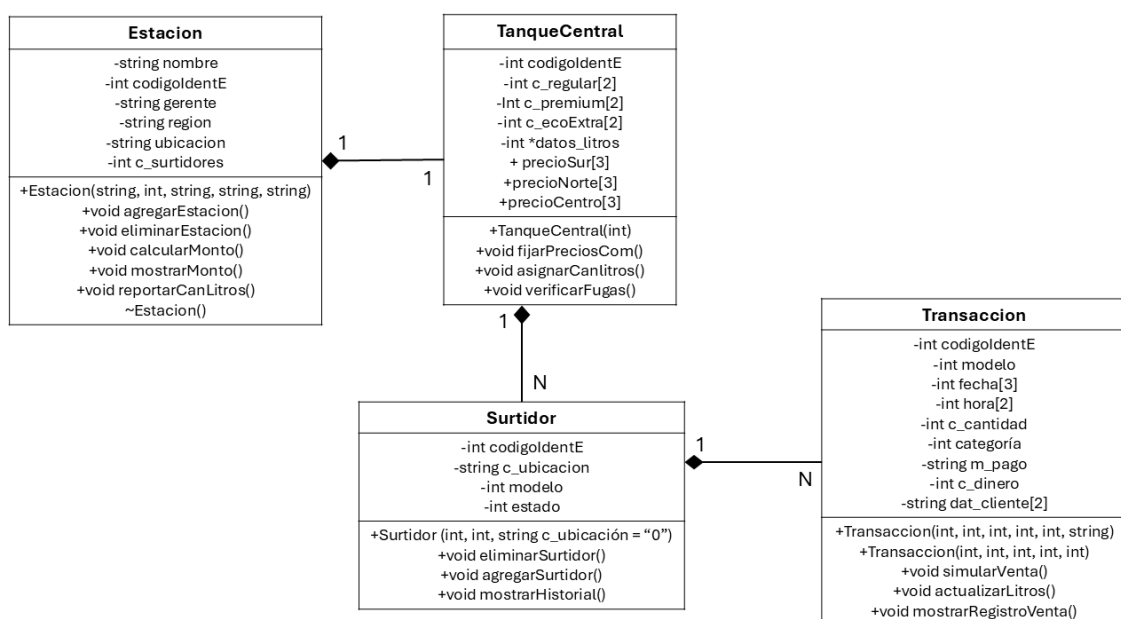 Estacion
-string nombre
-int codigoIdentE
-string gerente
-string region
-string ubicacion
-int c_surtidores
+Estacion(string, int, string, string, string)
+void agregarEstacion()
+void eliminarEstacion()
+void calcularMonto()
+void mostrarMonto()
+void reportarCanLitros()
~Estacion()
1
1
TanqueCentral
-int codigoIdentE
-int c_regular[2]
-Int c_premium[2]
-int c_ecoExtra[2]
-int *datos_litros
+ precioSur[3]
+precioNorte[3]
+precioCentro[3]
+TanqueCentral(int)
+void fijarPreciosCom()
+void asignarCanlitros()
+void verificarFugas()
1
N
Surtidor
-int codigoIdentE
-string c_ubicacion
-int modelo
-int estado
+Surtidor (int, int, string c_ubicación = “0”)
+void eliminarSurtidor()
+void agregarSurtidor()
+void mostrarHistorial()
1
N
Transaccion
-int codigoIdentE
-int modelo
-int fecha[3]
-int hora[2]
-int c_cantidad
-int categoría
-string m_pago
-int c_dinero
-string dat_cliente[2]
+Transaccion(int, int, int, int, int, string)
+Transaccion(int, int, int, int, int)
+void simularVenta()
+void actualizarLitros()
+void mostrarRegistroVenta()